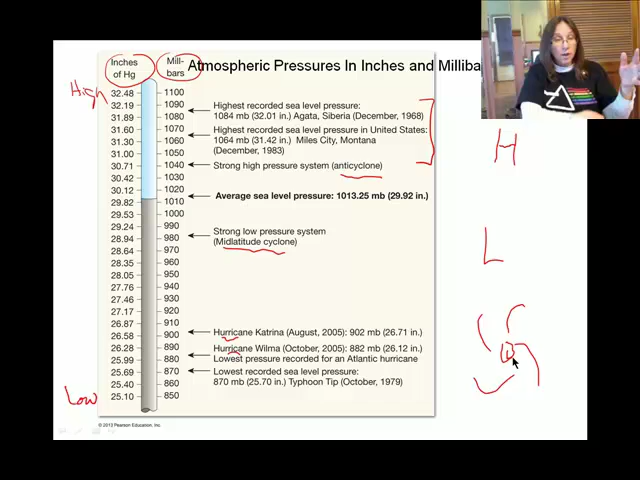 Atmospheric Pressures In Inches and Milliba
Inches
of Hg
Mill-
bars
High
32.48
32.19
31.89
31.60
31.30
31.00
30.71
30.42
30.12
29.82
29.53
29.24
28.94
28.64
28.35
28.05
27.76
27.46
27.17
26.87
26.58
26.28
25.99
25.69
25.40
25.10
Low
1100
1090
1080
1070
1060
1050
1040
1030
1020
1010
1000
990
980
970
960
950
940
930
920
910
900
890
880
870
860
850
Highest recorded sea level pressure:
1084 mb (32.01 in.) Agata, Siberia (December, 1968)
Highest recorded sea level pressure in United States:
1064 mb (31.42 in.) Miles City, Montana
(December, 1983)
Strong high pressure system (anticyclone)
Average sea level pressure: 1013.25 mb (29.92 in.)
Strong low pressure system
(Midlatitude cyclone)
Hurricane Katrina (August, 2005): 902 mb (26.71 in.)
Hurricane Wilma (October, 2005): 882 mb (26.12 in.)
Lowest pressure recorded for an Atlantic hurricane
Lowest recorded sea level pressure:
870 mb (25.70 in.) Typhoon Tip (October, 1979)
H
L
L
© 2013 Pearson Education, Inc.